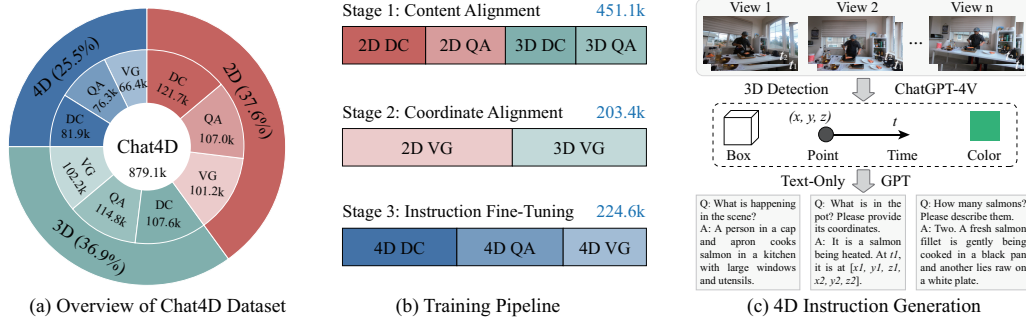 2D (37.6%)
DC
121.7k
QA
107.0k
VG
101.2k
3D (36.9%)
DC
107.6k
QA
114.8k
VG
102.2k
4D (25.5%)
DC
81.9k
QA
76.3k
VG
66.4k
Chat4D
879.1k
(a) Overview of Chat4D Dataset
Stage 1: Content Alignment 451.1k
2D DC 2D QA 3D DC 3D QA
Stage 2: Coordinate Alignment 203.4k
2D VG 3D VG
Stage 3: Instruction Fine-Tuning 224.6k
4D DC 4D QA 4D VG
(b) Training Pipeline
View 1 View 2 ... View n
3D Detection ChatGPT-4V
(x, y, z) t
Box Point Time Color
Text-Only GPT
Q: What is happening
in the scene?
A: A person in a cap
and apron cooks
salmon in a kitchen
with large windows
and utensils.
Q: What is in the
pot? Please provide
its coordinates.
A: It is a salmon
being heated. At t1,
it is at [x1, y1, z1,
x2, y2, z2].
Q: How many salmons?
Please describe them.
A: Two. A fresh salmon
fillet is gently being
cooked in a black pan
and another lies raw on
a white plate.
(c) 4D Instruction Generation